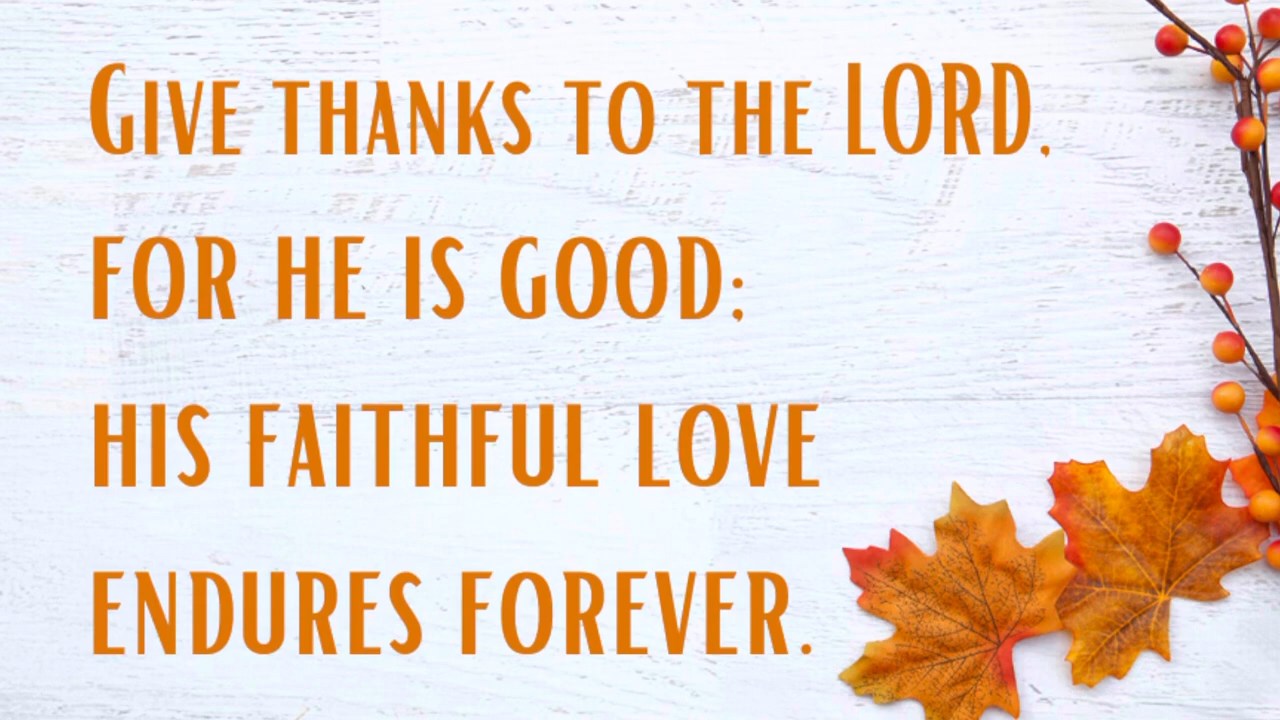 Give thanks to the LORD,
for he is good;
his faithful love
endures forever.